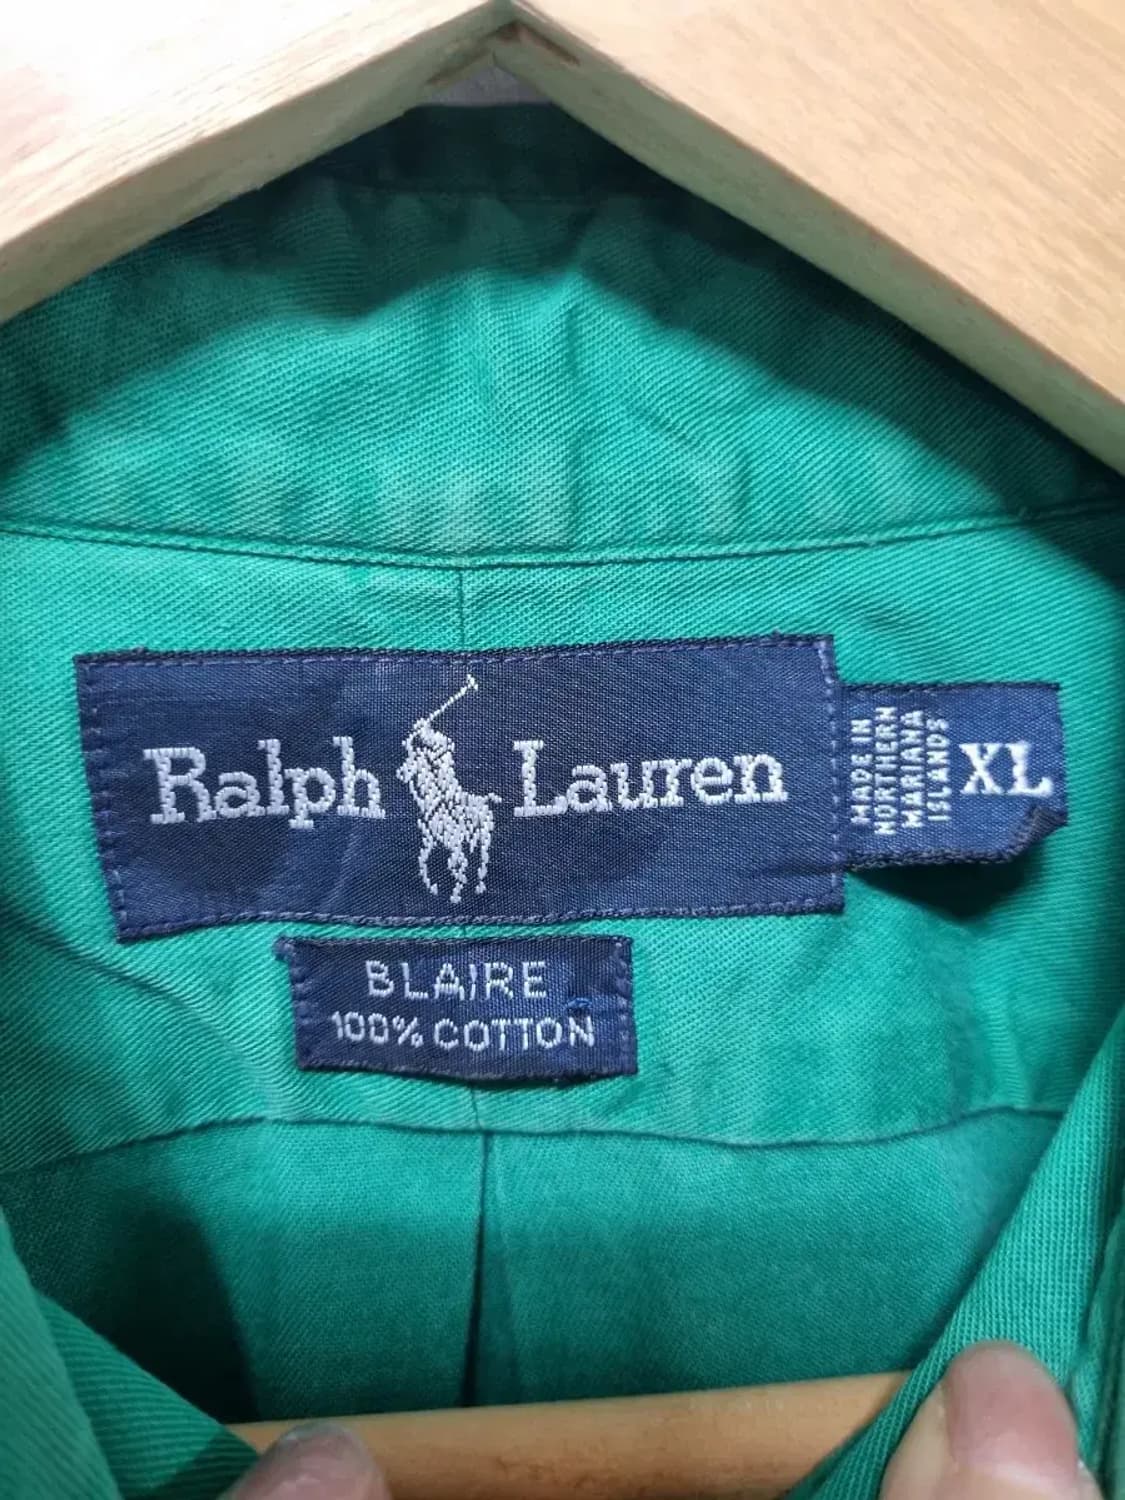 Ralph Lauren
MADE IN
NORTHERN
MARIANA
ISLANDS
XL
BLAIRE
100% COTTON